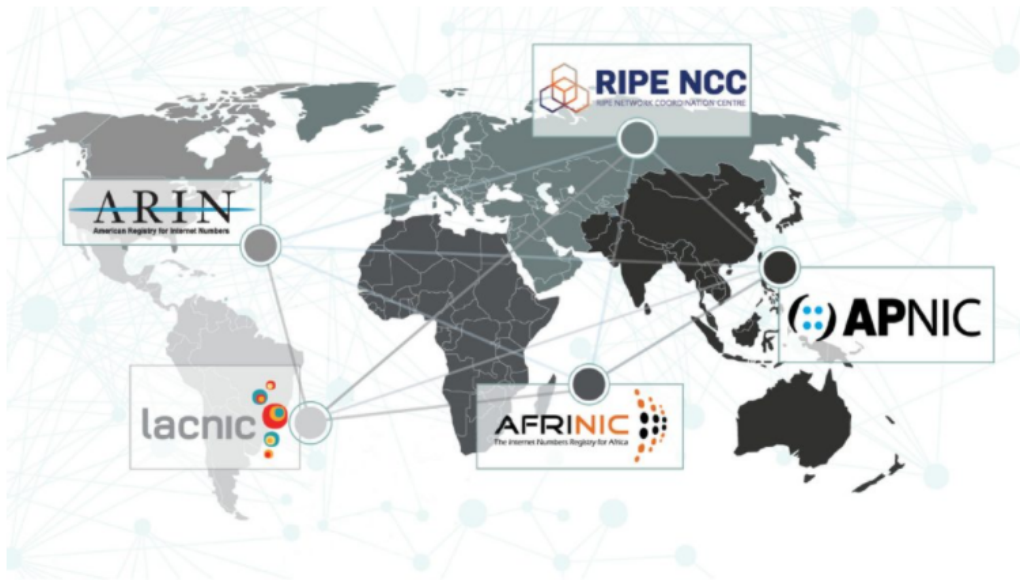 RIPE NCC
RIPE NETWORK COORDINATION CENTRE
ARIN
American Registry for Internet Numbers
APNIC
lacnic
AFRINIC
The Internet Numbers Registry for Africa